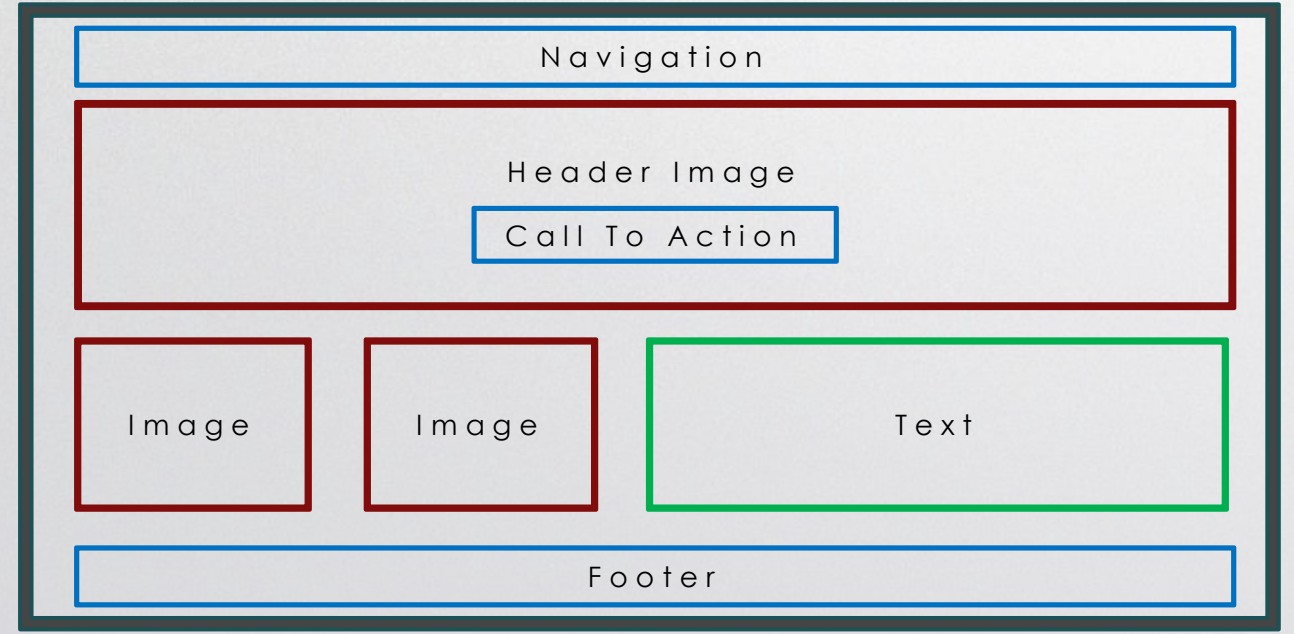 Navigation
Header Image
Call To Action
Image
Image
Text
Footer